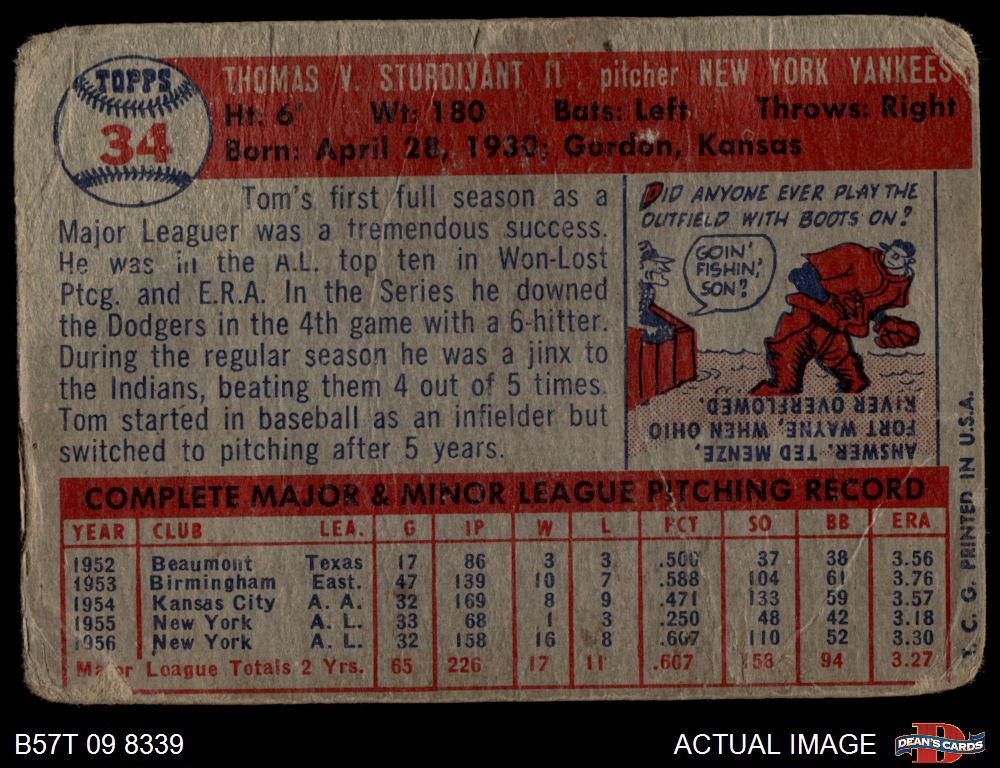 TOPPS
34
THOMAS V. STURDIVANT II pitcher NEW YORK YANKEES
Ht: 6' Wt: 180 Bats: Left Throws: Right
Born: April 28, 1930; Gordon, Kansas
Tom's first full season as a
Major Leaguer was a tremendous success.
He was in the A.L. top ten in Won-Lost
Ptcg. and E.R.A. In the Series he downed
the Dodgers in the 4th game with a 6-hitter.
During the regular season he was a jinx to
the Indians, beating them 4 out of 5 times.
Tom started in baseball as an infielder but
switched to pitching after 5 years.
DID ANYONE EVER PLAY THE
OUTFIELD WITH BOOTS ON?
GOIN'
FISHIN,'
SON?
ANSWER. TED MENZE,
FORT WAYNE, WHEN OHIO
RIVER OVERFLOWED.
COMPLETE MAJOR & MINOR LEAGUE PITCHING RECORD
YEAR CLUB LEA. G IP W L PCT SO BB ERA
1952 Beaumont Texas 17 86 3 3 .500 37 38 3.56
1953 Birmingham East. 47 139 10 7 .588 104 61 3.76
1954 Kansas City A. A. 32 169 8 9 .471 133 59 3.57
1955 New York A. L. 33 68 1 3 .250 48 42 3.18
1956 New York A. L. 32 158 16 8 .667 110 52 3.30
Major League Totals 2 Yrs. 65 226 17 11 .607 158 94 3.27
T. C. G. PRINTED IN U.S.A.
B57T 09 8339
ACTUAL IMAGE
DEAN'S CARDS